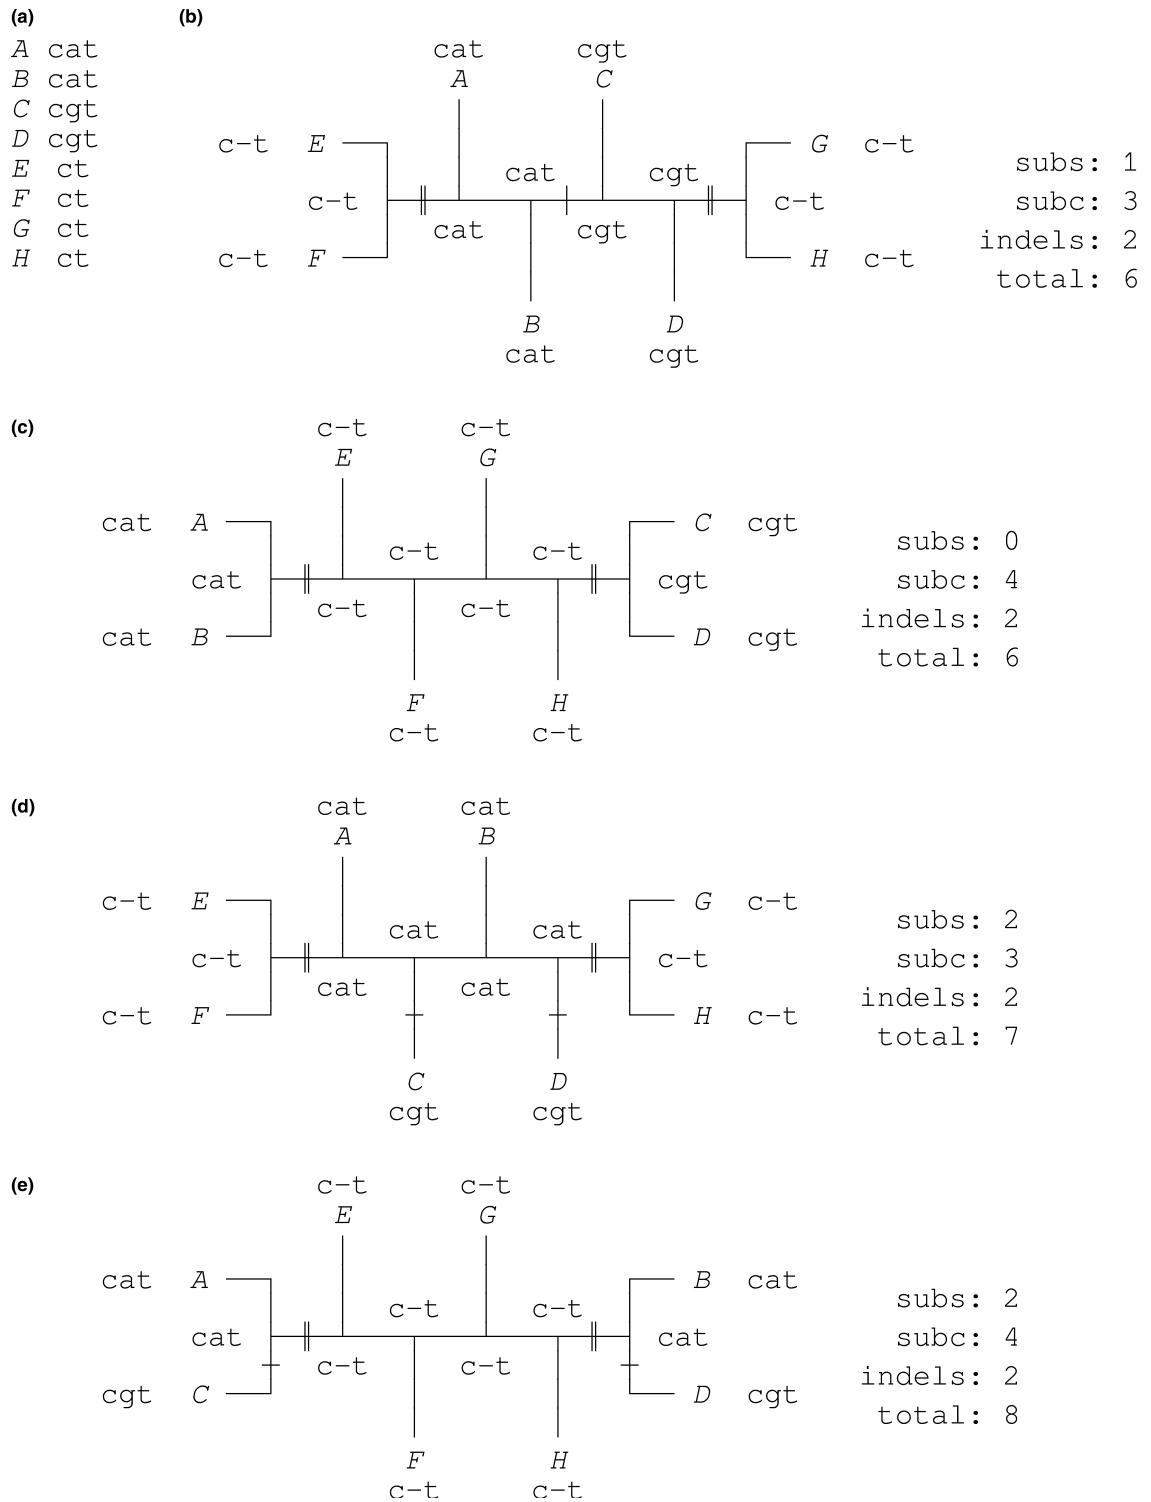 (a)
A cat
B cat
C cgt
D cgt
E ct
F ct
G ct
H ct
(b)
cat cgt
A C
c-t E G c-t
cat cgt
c-t c-t
cat cgt
c-t F H c-t
B D
cat cgt
subs: 1
subc: 3
indels: 2
total: 6
(c)
c-t c-t
E G
cat A C cgt
c-t c-t
cat cgt
c-t c-t
cat B D cgt
F H
c-t c-t
subs: 0
subc: 4
indels: 2
total: 6
(d)
cat cat
A B
c-t E G c-t
cat cat
c-t c-t
cat cat
c-t F H c-t
C D
cgt cgt
subs: 2
subc: 3
indels: 2
total: 7
(e)
c-t c-t
E G
cat A B cat
c-t c-t
cat cat
c-t c-t
cgt C D cgt
F H
c-t c-t
subs: 2
subc: 4
indels: 2
total: 8